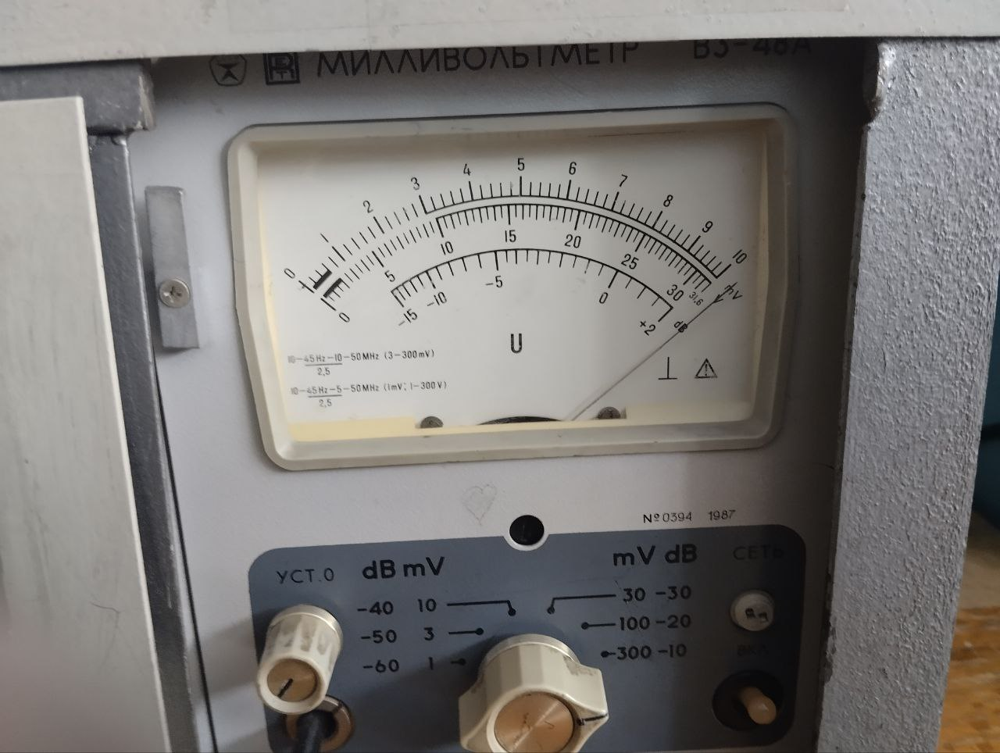 МИЛЛИВОЛЬТМЕТР В3-48А
0 1 2 3 4 5 6 7 8 9 10
0 5 10 15 20 25 30 31,6 mV
-15 -10 -5 0 +2 dB
U
10-45Hz-10-50MHz (3-300mV)
2,5
10-45Hz-5-50MHz (1mV; 1-300V)
2,5
№0394 1987
УСТ.0 dB mV mV dB СЕТЬ
-40 10 30 -30
-50 3 100 -20
-60 1 300 -10 ВКЛ